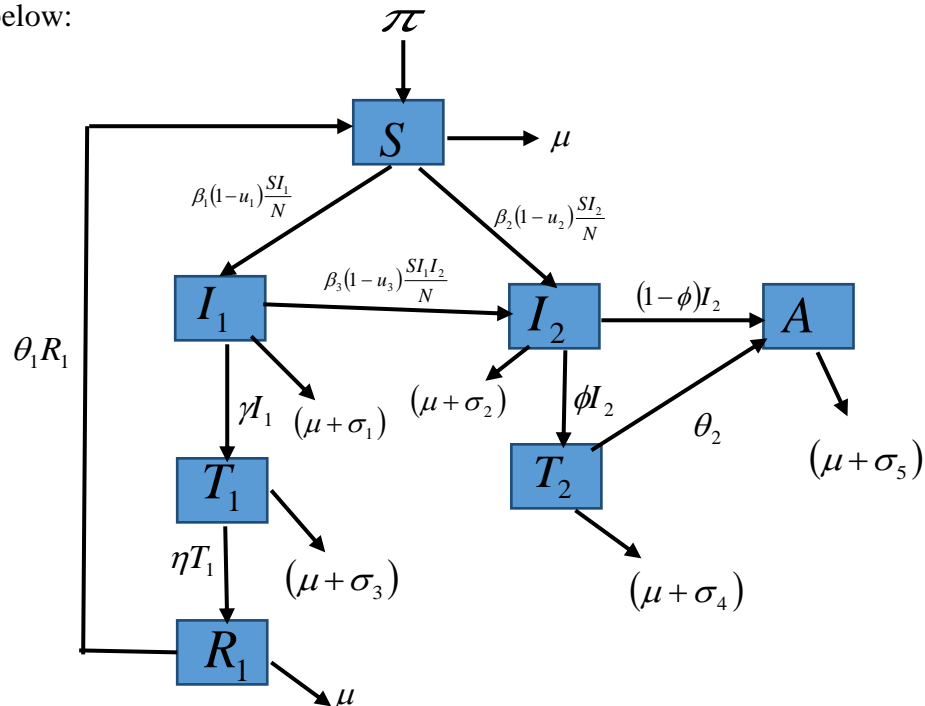 below:
π
S
μ
β₁(1−u₁) SI₁/N
β₂(1−u₂) SI₂/N
I₁
β₃(1−u₃) SI₁I₂/N
I₂
(1−ϕ)I₂
A
θ₁R₁
γI₁
(μ+σ₁)
(μ+σ₂)
ϕI₂
θ₂
(μ+σ₅)
T₁
T₂
ηT₁
(μ+σ₃)
(μ+σ₄)
R₁
μ